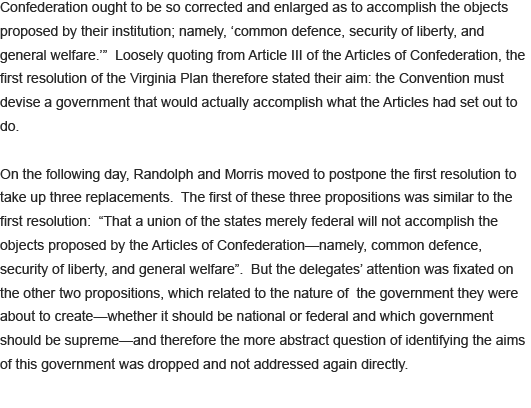 Confederation ought to be so corrected and enlarged as to accomplish the objects
proposed by their institution; namely, ‘common defence, security of liberty, and
general welfare.’”  Loosely quoting from Article III of the Articles of Confederation, the
first resolution of the Virginia Plan therefore stated their aim: the Convention must
devise a government that would actually accomplish what the Articles had set out to
do.

On the following day, Randolph and Morris moved to postpone the first resolution to
take up three replacements.  The first of these three propositions was similar to the
first resolution:  “That a union of the states merely federal will not accomplish the
objects proposed by the Articles of Confederation—namely, common defence,
security of liberty, and general welfare”.  But the delegates’ attention was fixated on
the other two propositions, which related to the nature of  the government they were
about to create—whether it should be national or federal and which government
should be supreme—and therefore the more abstract question of identifying the aims
of this government was dropped and not addressed again directly.